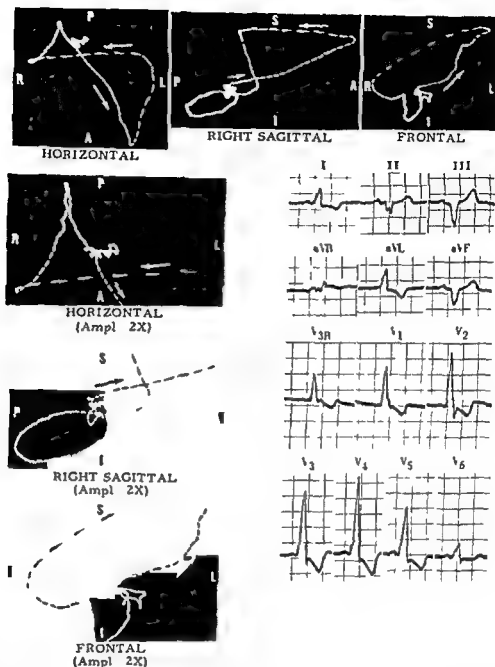 P
R L
A
HORIZONTAL
S
P A
I
RIGHT SAGITTAL
S
R L
I
FRONTAL
P
R L
A
HORIZONTAL
(Ampl 2X)
S
P
I
RIGHT SAGITTAL
(Ampl 2X)
S
L
I
FRONTAL
(Ampl 2X)
I II III
aVR aVL aVF
V3R V1 V2
V3 V4 V5 V6